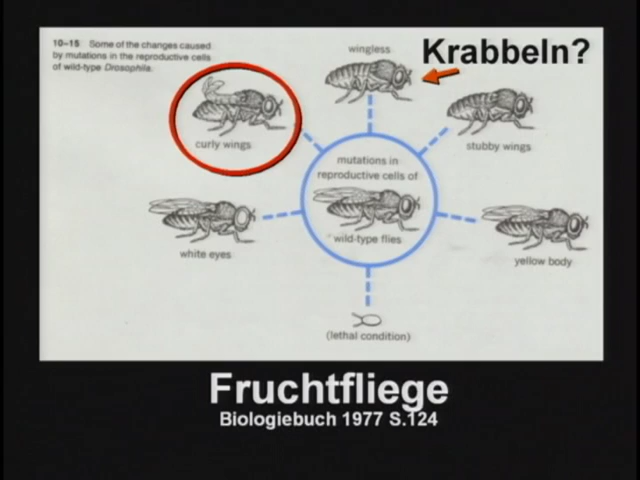 10–15 Some of the changes caused
by mutations in the reproductive cells
of wild-type Drosophila.
wingless
Krabbeln?
curly wings
stubby wings
mutations in
reproductive cells of
wild-type flies
white eyes
yellow body
(lethal condition)
Fruchtfliege
Biologiebuch 1977 S.124